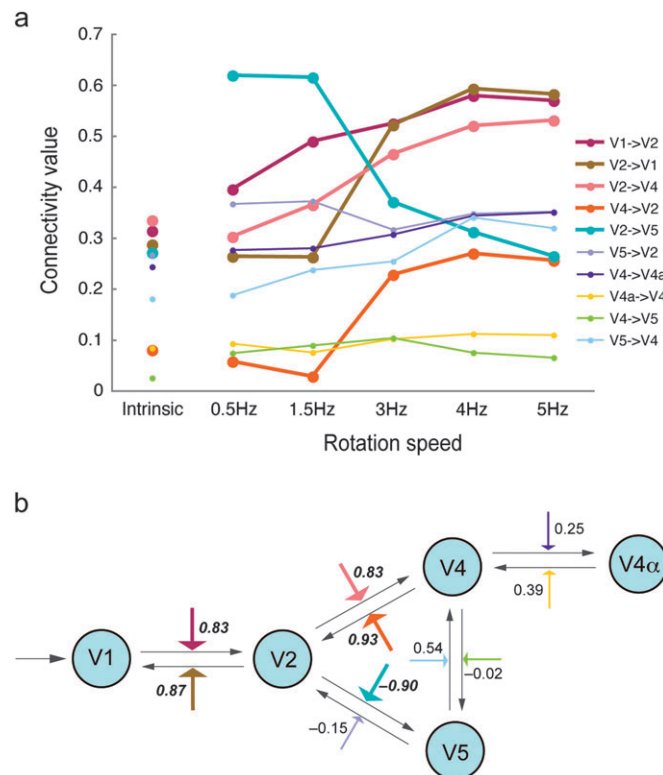 a
0.7
0.6
0.5
0.4
0.3
0.2
0.1
0
Connectivity value
Intrinsic 0.5Hz 1.5Hz 3Hz 4Hz 5Hz
Rotation speed
V1->V2
V2->V1
V2->V4
V4->V2
V2->V5
V5->V2
V4->V4a
V4a->V4
V4->V5
V5->V4
b
V1
0.83
0.87
V2
0.83
0.93
–0.90
–0.15
V4
0.54
–0.02
V5
0.25
0.39
V4α